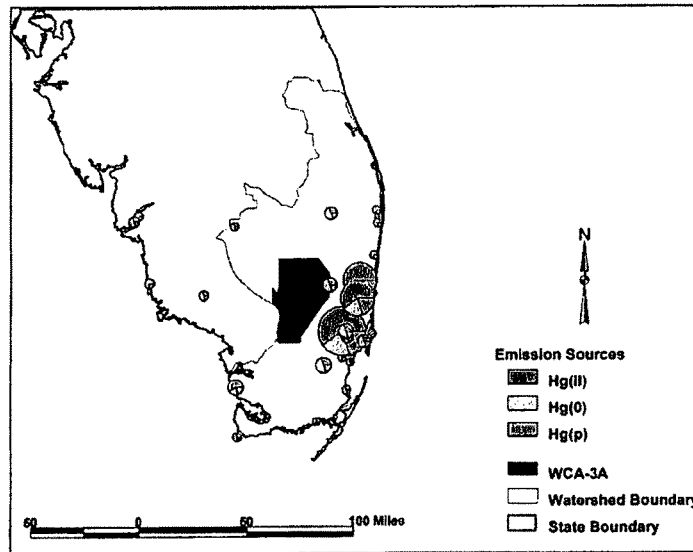 N
Emission Sources
Hg(II)
Hg(0)
Hg(p)
WCA-3A
Watershed Boundary
State Boundary
50 0 50 100 Miles